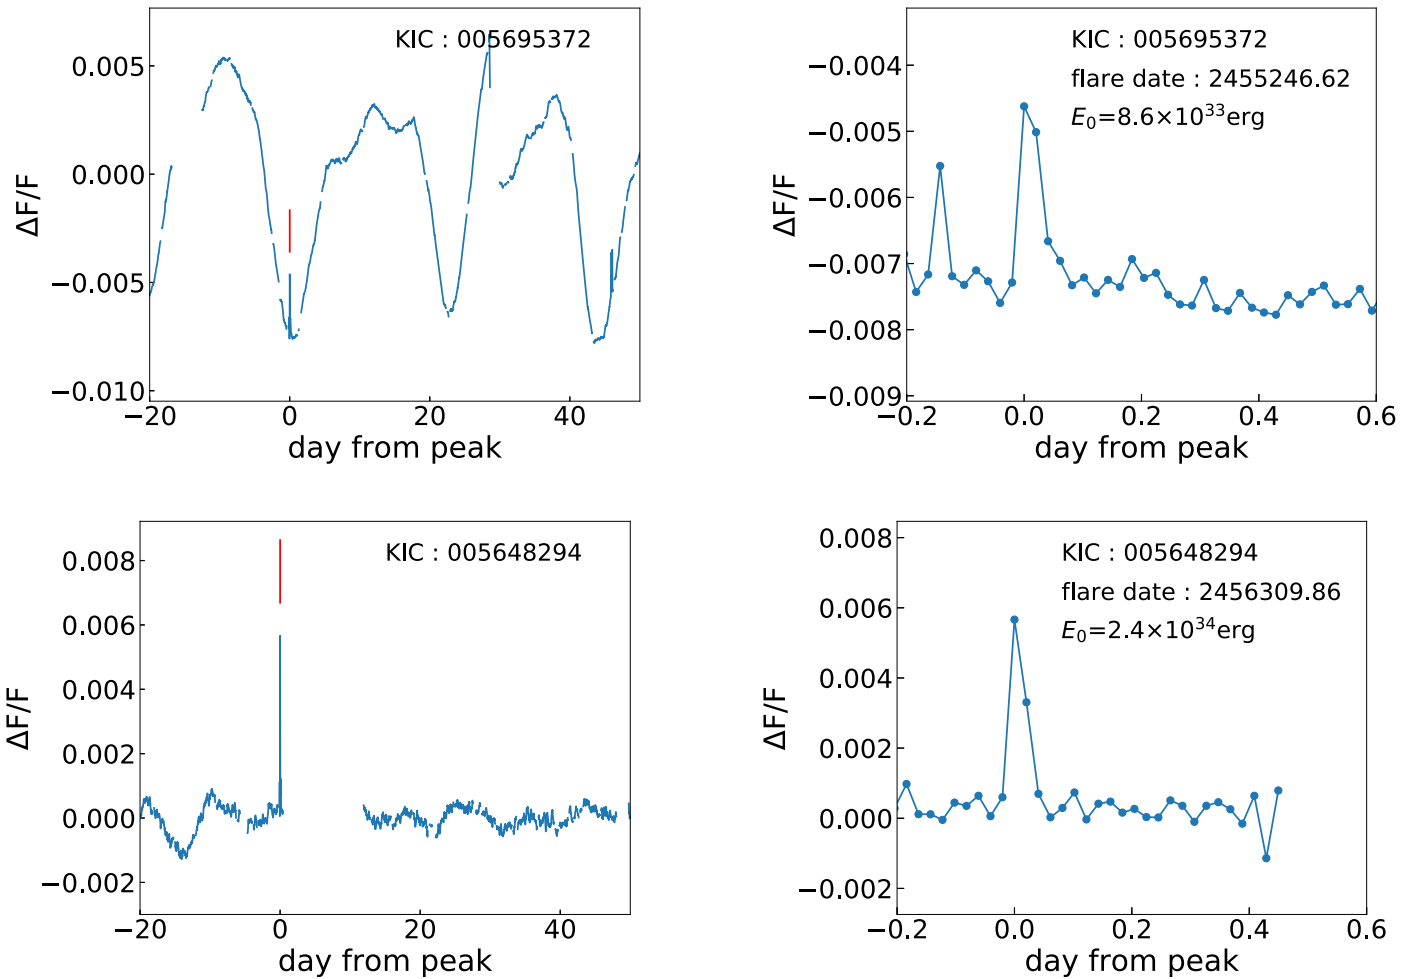 KIC : 005695372
0.005
0.000
−0.005
−0.010
ΔF/F
−20
0
20
40
day from peak
KIC : 005695372
flare date : 2455246.62
E₀=8.6×10³³erg
−0.004
−0.005
−0.006
−0.007
−0.008
−0.009
ΔF/F
−0.2
0.0
0.2
0.4
0.6
day from peak
KIC : 005648294
0.008
0.006
0.004
0.002
0.000
−0.002
ΔF/F
−20
0
20
40
day from peak
KIC : 005648294
flare date : 2456309.86
E₀=2.4×10³⁴erg
0.008
0.006
0.004
0.002
0.000
−0.002
ΔF/F
−0.2
0.0
0.2
0.4
0.6
day from peak